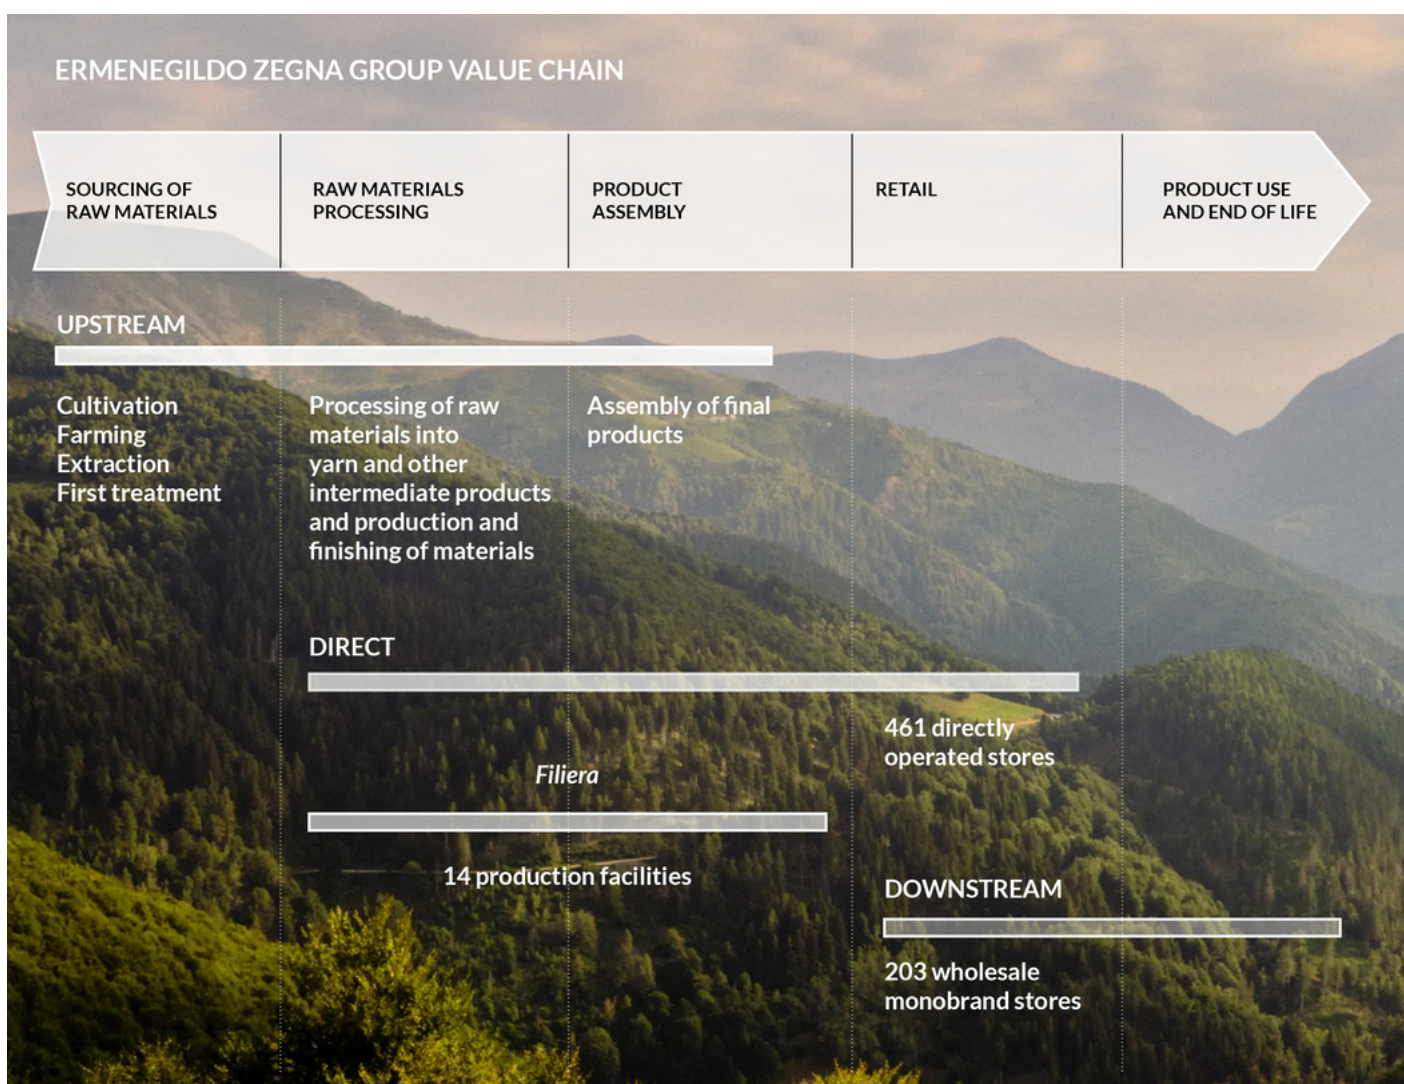 ERMENEGILDO ZEGNA GROUP VALUE CHAIN
SOURCING OF
RAW MATERIALS
RAW MATERIALS
PROCESSING
PRODUCT
ASSEMBLY
RETAIL
PRODUCT USE
AND END OF LIFE
UPSTREAM
Cultivation
Farming
Extraction
First treatment
Processing of raw
materials into
yarn and other
intermediate products
and production and
finishing of materials
Assembly of final
products
DIRECT
461 directly
operated stores
Filiera
14 production facilities
DOWNSTREAM
203 wholesale
monobrand stores